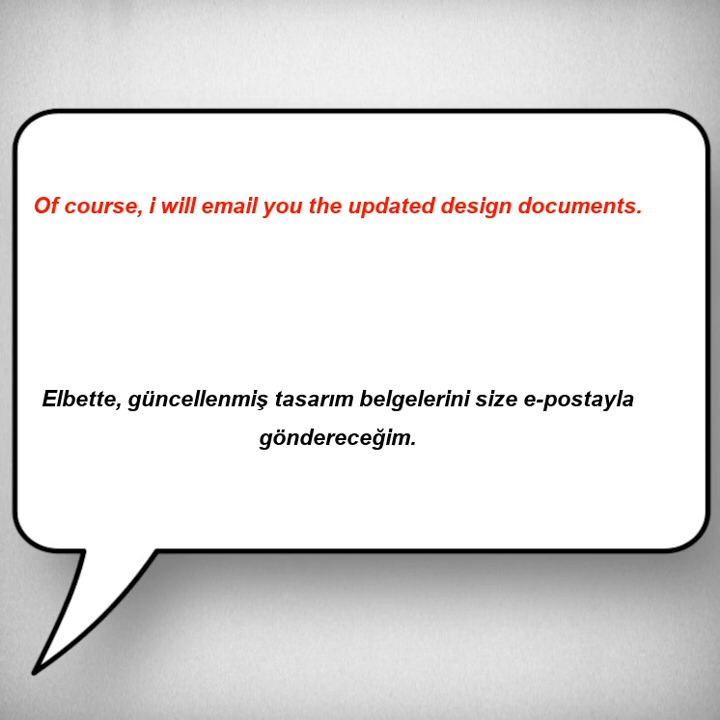 Of course, i will email you the updated design documents.
Elbette, güncellenmiş tasarım belgelerini size e-postayla
göndereceğim.